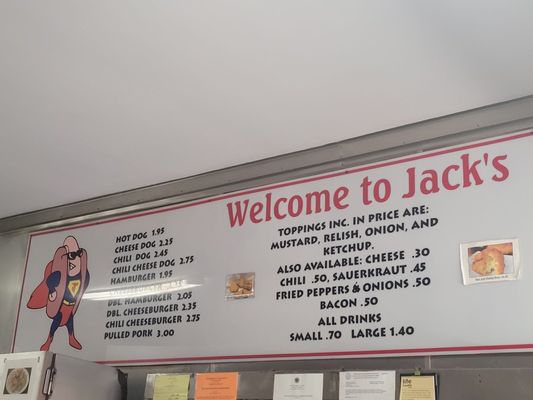 Welcome to Jack's
HOT DOG 1.95
CHEESE DOG 2.25
CHILI DOG 2.45
CHILI CHEESE DOG 2.75
HAMBURGER 1.95
CHEESEBURGER
DBL. HAMBURGER 2.05
DBL. CHEESEBURGER 2.35
CHILI CHEESEBURGER 2.75
PULLED PORK 3.00
TOPPINGS INC. IN PRICE ARE:
MUSTARD, RELISH, ONION, AND
KETCHUP.
ALSO AVAILABLE: CHEESE .30
CHILI .50, SAUERKRAUT .45
FRIED PEPPERS & ONIONS .50
BACON .50
ALL DRINKS
SMALL .70 LARGE 1.40